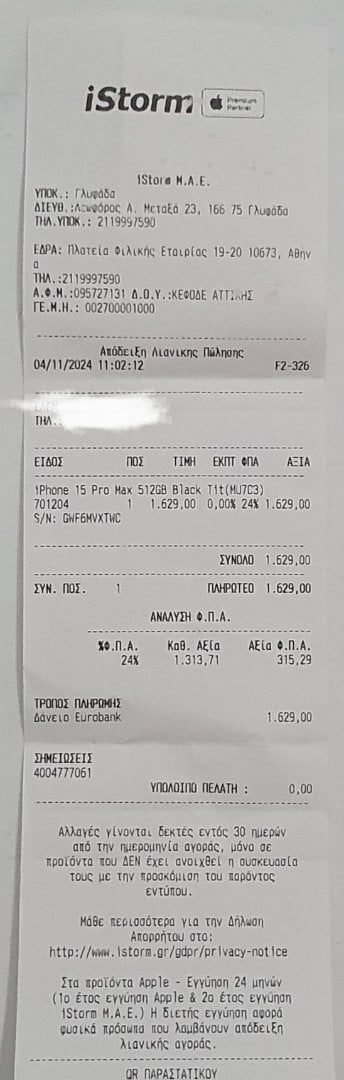 iStorm Premium Partner
iStorm M.A.E.
ΥΠΟΚ.: Γλυφάδα
ΔΙΕΥΘ.:Λεωφόρος Α. Μεταξά 23, 166 75 Γλυφάδα
ΤΗΛ.ΥΠΟΚ.: 2119997590
ΕΔΡΑ: Πλατεία Φιλικής Εταιρίας 19-20 10673, Αθην
α
ΤΗΛ.:2119997590
Α.Φ.Μ.:095727131 Δ.Ο.Υ.:ΚΕΦΟΔΕ ΑΤΤΙΚΗΣ
ΓΕ.Μ.Η.: 002700001000
Απόδειξη Λιανικης Πώλησης
04/11/2024 11:02:12 F2-326
ΤΗΛ.:
ΕΙΔΟΣ ΠΟΣ ΤΙΜΗ ΕΚΠΤ ΦΠΑ ΑΞΙΑ
iPhone 15 Pro Max 512GB Black Tit(MU7C3)
701204 1 1.629,00 0,00% 24% 1.629,00
S/N: GWF6MVXTWC
ΣΥΝΟΛΟ 1.629,00
ΣΥΝ. ΠΟΣ. 1 ΠΛΗΡΩΤΕΟ 1.629,00
ΑΝΑΛΥΣΗ Φ.Π.Α.
%Φ.Π.Α. Καθ. Αξία Αξία Φ.Π.Α.
24% 1.313,71 315,29
ΤΡΟΠΟΣ ΠΛΗΡΩΜΗΣ
Δάνειο Eurobank 1.629,00
ΣΗΜΕΙΩΣΕΙΣ
4004777061
ΥΠΟΛΟΙΠΟ ΠΕΛΑΤΗ : 0,00
Αλλαγές γίνονται δεκτές εντός 30 ημερών
από την ημερομηνία αγοράς, μόνο σε
προϊόντα που ΔΕΝ έχει ανοιχθεί η συσκευασία
τους με την προσκόμιση του παρόντος
εντύπου.
Μάθε περισσότερα για την Δήλωση
Απορρήτου στο:
http://www.istorm.gr/gdpr/privacy-notice
Στα προϊόντα Apple - Εγγύηση 24 μηνών
(1ο έτος εγγύηση Apple & 2ο έτος εγγύηση
iStorm M.A.E.) Η διετής εγγύηση αφορά
φυσικά πρόσωπα που λαμβάνουν απόδειξη
λιανικής αγοράς.
QR ΠΑΡΑΣΤΑΤΙΚΟΥ